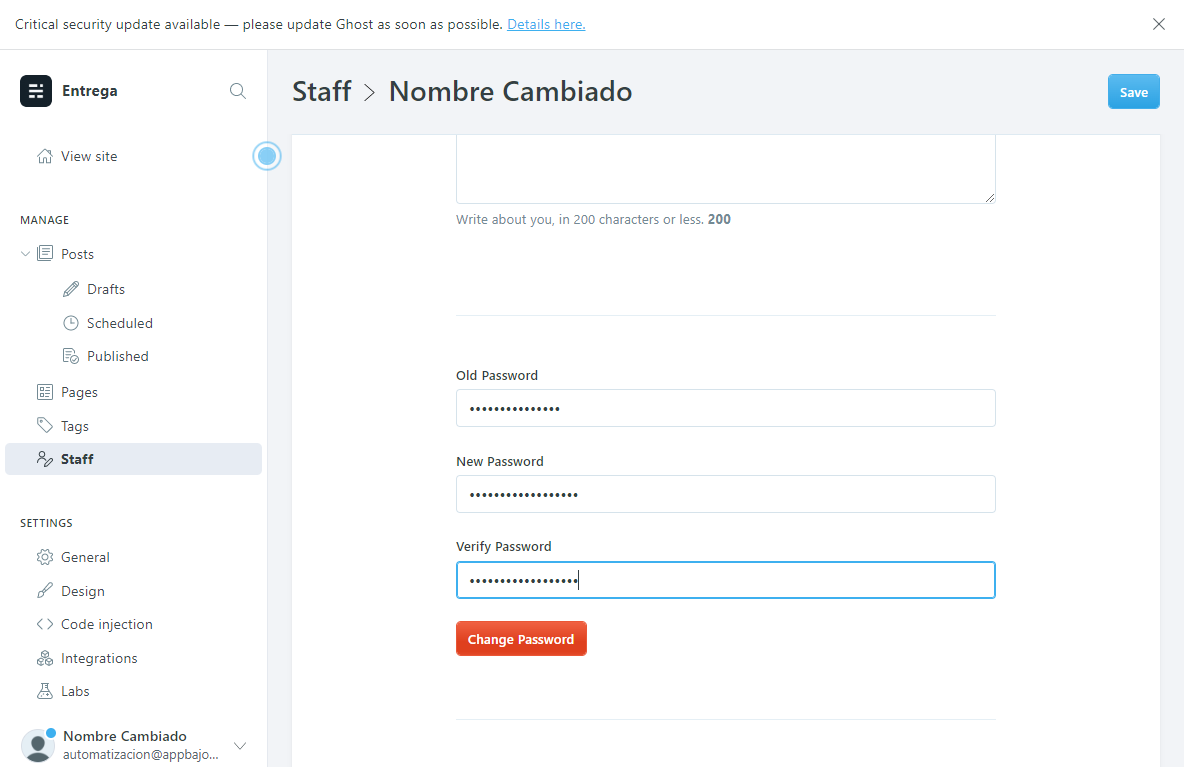 Critical security update available — please update Ghost as soon as possible. Details here.
Entrega
Staff > Nombre Cambiado
Save
View site
Write about you, in 200 characters or less. 200
MANAGE
Posts
Drafts
Scheduled
Published
Pages
Tags
Staff
Old Password
•••••••••••••••
New Password
••••••••••••••••••
Verify Password
••••••••••••••••••
Change Password
SETTINGS
General
Design
Code injection
Integrations
Labs
Nombre Cambiado
automatizacion@appbajo...